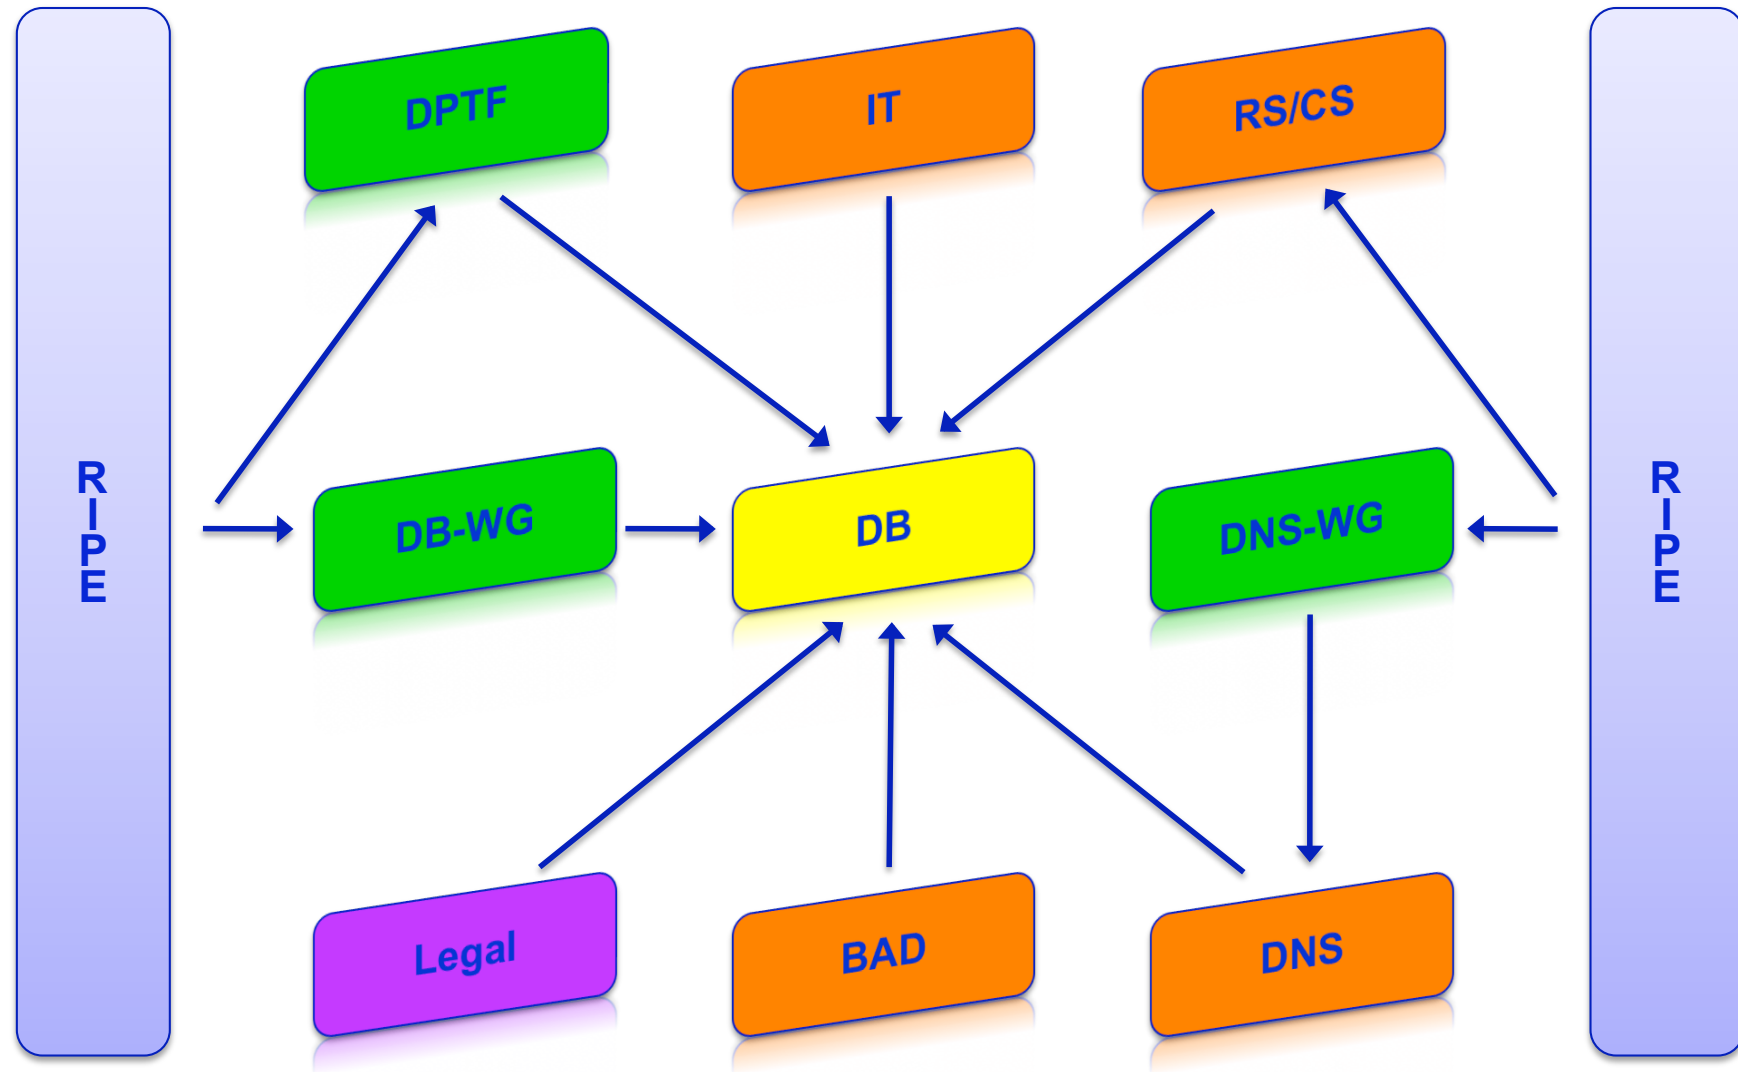 DPTF
IT
RS/CS
RIPE
DB-WG
DB
DNS-WG
RIPE
Legal
BAD
DNS